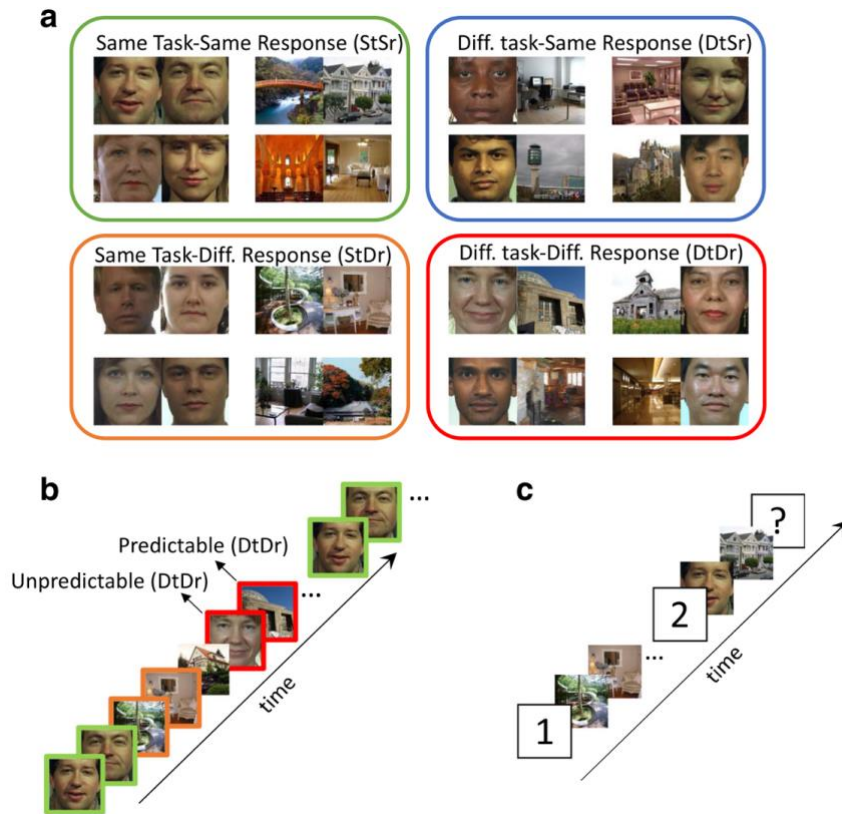 a
Same Task-Same Response (StSr)
Diff. task-Same Response (DtSr)
Same Task-Diff. Response (StDr)
Diff. task-Diff. Response (DtDr)
b
Predictable (DtDr)
Unpredictable (DtDr)
...
...
time
c
1
...
2
?
time